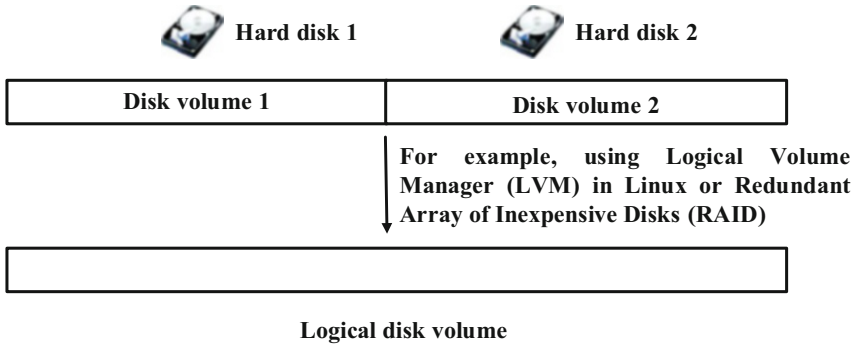 Hard disk 1
Hard disk 2
Disk volume 1
Disk volume 2
For example, using Logical Volume
Manager (LVM) in Linux or Redundant
Array of Inexpensive Disks (RAID)
Logical disk volume